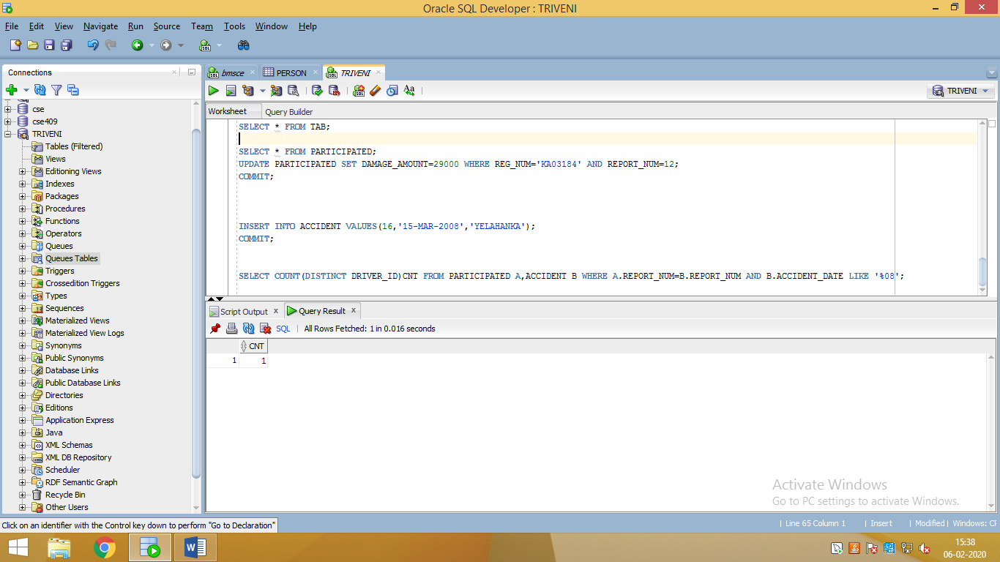 Oracle SQL Developer : TRIVENI
File Edit View Navigate Run Source Team Tools Window Help
Connections
cse
cse409
TRIVENI
Tables (Filtered)
Views
Editioning Views
Indexes
Packages
Procedures
Functions
Operators
Queues
Queues Tables
Triggers
Crossedition Triggers
Types
Sequences
Materialized Views
Materialized View Logs
Synonyms
Public Synonyms
Database Links
Public Database Links
Directories
Editions
Application Express
Java
XML Schemas
XML DB Repository
Scheduler
RDF Semantic Graph
Recycle Bin
Other Users
bmsce PERSON TRIVENI
TRIVENI
Worksheet Query Builder
SELECT * FROM TAB;
SELECT * FROM PARTICIPATED;
UPDATE PARTICIPATED SET DAMAGE_AMOUNT=29000 WHERE REG_NUM='KA03184' AND REPORT_NUM=12;
COMMIT;
INSERT INTO ACCIDENT VALUES(16,'15-MAR-2008','YELAHANKA');
COMMIT;
SELECT COUNT(DISTINCT DRIVER_ID)CNT FROM PARTICIPATED A,ACCIDENT B WHERE A.REPORT_NUM=B.REPORT_NUM AND B.ACCIDENT_DATE LIKE '%08';
Script Output x Query Result x
SQL | All Rows Fetched: 1 in 0.016 seconds
CNT
1 1
Activate Windows
Go to PC settings to activate Windows.
Click on an identifier with the Control key down to perform "Go to Declaration"
| Line 65 Column 1 | Insert | Modified | Windows: CF
15:38
06-02-2020